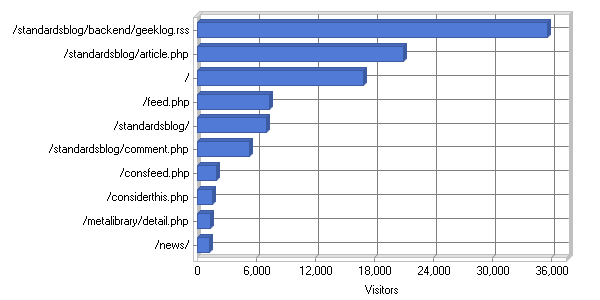 /standardsblog/backend/geeklog.rss
/standardsblog/article.php
/
/feed.php
/standardsblog/
/standardsblog/comment.php
/consfeed.php
/considerthis.php
/metalibrary/detail.php
/news/
0 6,000 12,000 18,000 24,000 30,000 36,000
Visitors